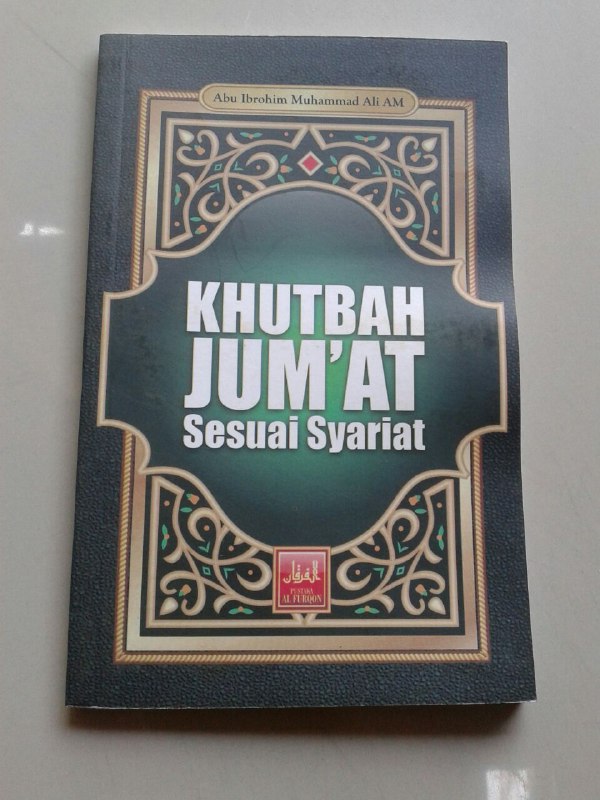 Abu Ibrohim Muhammad Ali AM
KHUTBAH
JUM'AT
Sesuai Syariat
الفرقان
PUSTAKA
AL FURQON